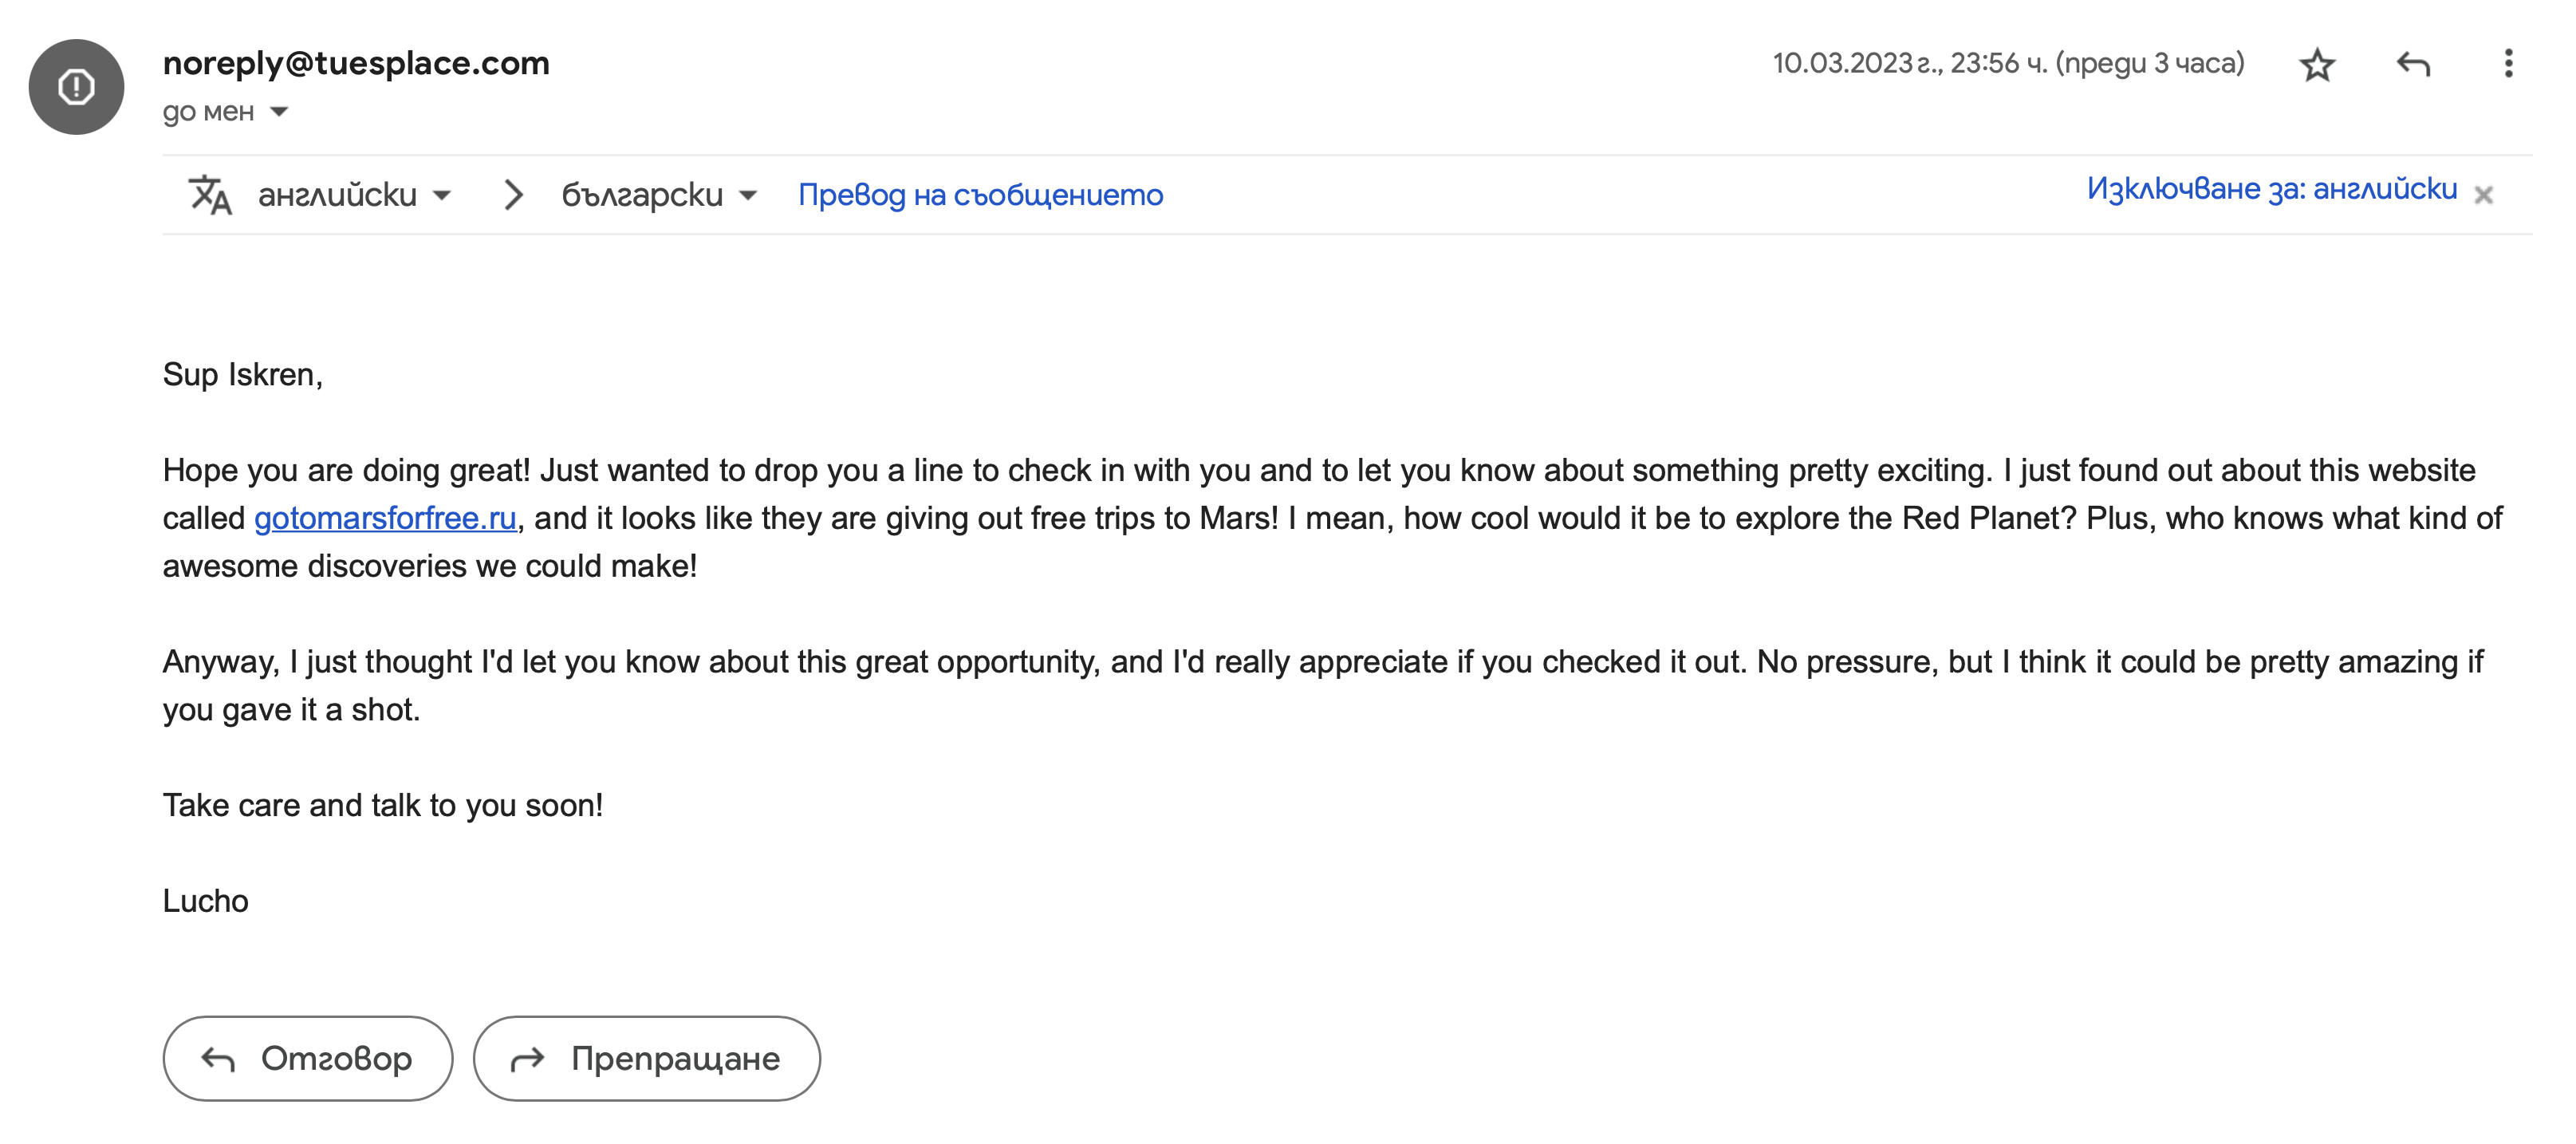 noreply@tuesplace.com
10.03.2023 г., 23:56 ч. (преди 3 часа)
до мен
английски
български
Превод на съобщението
Изключване за: английски
Sup Iskren,
Hope you are doing great! Just wanted to drop you a line to check in with you and to let you know about something pretty exciting. I just found out about this website
called gotomarsforfree.ru, and it looks like they are giving out free trips to Mars! I mean, how cool would it be to explore the Red Planet? Plus, who knows what kind of
awesome discoveries we could make!
Anyway, I just thought I'd let you know about this great opportunity, and I'd really appreciate if you checked it out. No pressure, but I think it could be pretty amazing if
you gave it a shot.
Take care and talk to you soon!
Lucho
Отговор
Препращане